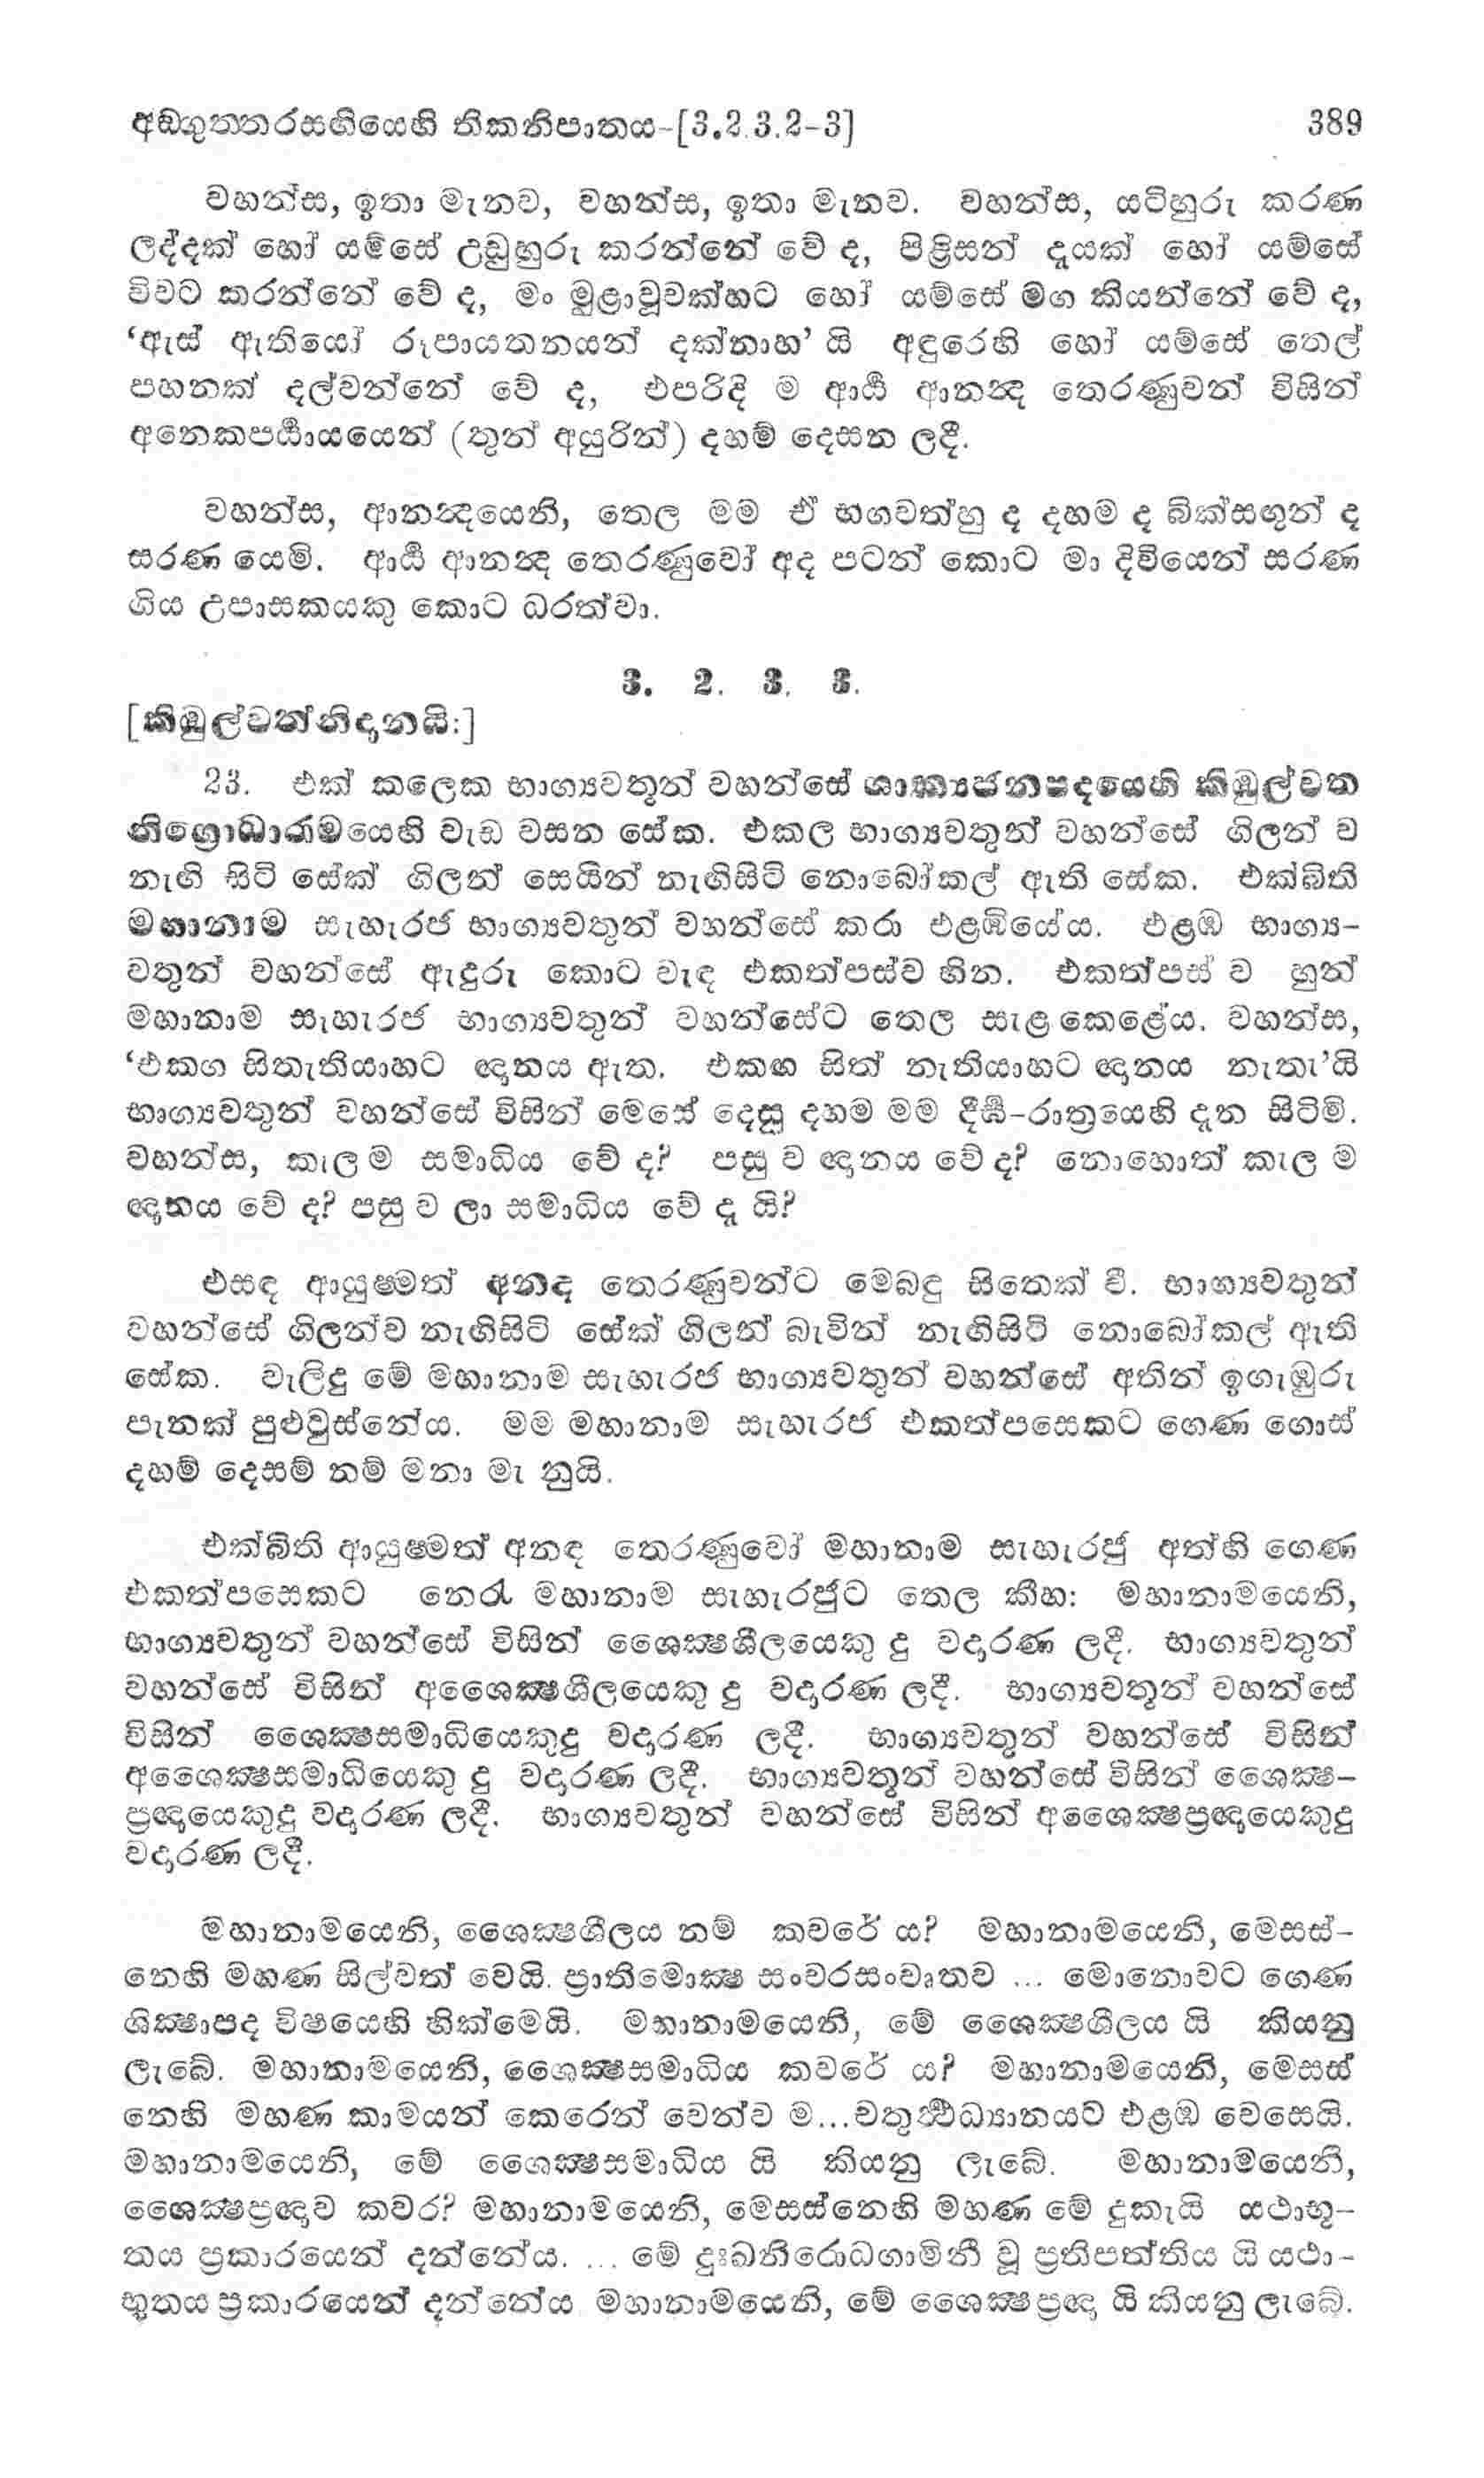 අඞ්ගුත්තරසඟියෙහි තිකනිපාතය-[3.2.3.2-3] 389
වහන්ස, ඉතා මැනව, වහන්ස, ඉතා මැනව. වහන්ස, යටිහුරු කරණ
ලද්දක් හෝ යම්සේ උඩුහුරු කරන්නේ වේ ද, පිළිසන් දෑයක් හෝ යම්සේ
විවට කරන්නේ වේ ද, මං මුළාවූවක්හට හෝ යම්සේ මග කියන්නේ වේ ද,
‘ඇස් ඇතියෝ රූපායතනයන් දක්නාහ’ යි අඳුරෙහි හෝ යම්සේ තෙල්
පහනක් දල්වන්නේ වේ ද, එපරිදි ම ආර්ය්‍ය ආනන්‍ද තෙරණුවන් විසින්
අනෙකපර්‍ය්‍යායයෙන් (තුන් අයුරින්) දහම් දෙසන ලදී.
වහන්ස, ආනන්‍දයෙනි, තෙල මම ඒ භගවත්හු ද දහම ද බික්සඟුන් ද
සරණ යෙමි. ආර්ය්‍ය ආනන්‍ද තෙරණුවෝ අද පටන් කොට මා දිවියෙන් සරණ
ගිය උපාසකයකු කොට ධරත්වා.
3. 2. 3. 3.
[කිඹුල්වත්නිදානයි:]
23. එක් කලෙක භාග්‍යවතුන් වහන්සේ ශාක්‍යජනපදයෙහි කිඹුල්වත
නිග්‍රොධාරාමයෙහි වැඩ වසන සේක. එකල භාග්‍යවතුන් වහන්සේ ගිලන් ව
නැඟී සිටි සේක් ගිලන් සෙයින් නැඟිසිටි නොබෝකල් ඇති සේක. එක්බිති
මහානාම සැහැරජ භාග්‍යවතුන් වහන්සේ කරා එළඹියේය. එළඹ භාග්‍ය-
වතුන් වහන්සේ ඇදුරු කොට වැඳ එකත්පස්ව හින. එකත්පස් ව හුන්
මහානාම සැහැරජ භාග්‍යවතුන් වහන්සේට තෙල සැළ කෙළේය. වහන්ස,
‘එකග සිතැතියාහට ඥානය ඇත. එකඟ සිත් නැතියාහට ඥානය නැතැ’යි
භාග්‍යවතුන් වහන්සේ විසින් මෙසේ දෙසූ දහම මම දීර්‍ඝ-රාත්‍රයෙහි දැන සිටිමි.
වහන්ස, කැල ම සමාධිය වේ ද? පසු ව ඥානය වේ ද? නොහොත් කැල ම
ඥානය වේ ද? පසු ව ලා සමාධිය වේ දැ යි?
එසඳ ආයුෂ්මත් අනඳ තෙරණුවන්ට මෙබඳු සිතෙක් වී. භාග්‍යවතුන්
වහන්සේ ගිලන්ව නැඟිසිටි සේක් ගිලන් බැවින් නැඟිසිටි නොබෝකල් ඇති
සේක. වැලිදු මේ මහානාම සැහැරජ භාග්‍යවතුන් වහන්සේ අතින් ඉගැඹුරු
පැනක් පුළුවුස්නේය. මම මහානාම සැහැරජ එකත්පසෙකට ගෙණ ගොස්
දහම් දෙසම් නම් මනා මැ නුයි.
එක්බිති ආයුෂ්මත් අනඳ තෙරණුවෝ මහානාම සැහැරජු අත්හි ගෙණ
එකත්පසෙකට නෙරැ මහානාම සැහැරජුට තෙල කීහ: මහානාමයෙනි,
භාග්‍යවතුන් වහන්සේ විසින් ශෛක්‍ෂශීලයෙකු දු වදාරණ ලදී. භාග්‍යවතුන්
වහන්සේ විසින් අශෛක්‍ෂශීලයෙකු දු වදාරණ ලදී. භාග්‍යවතුන් වහන්සේ
විසින් ශෛක්‍ෂසමාධියෙකුදු වදාරණ ලදී. භාග්‍යවතුන් වහන්සේ විසින්
අශෛක්‍ෂසමාධියෙකු දු වදාරණ ලදී. භාග්‍යවතුන් වහන්සේ විසින් ශෛක්‍ෂ-
ප්‍රඥායෙකුදු වදාරණ ලදී. භාග්‍යවතුන් වහන්සේ විසින් අශෛක්‍ෂප්‍රඥායෙකුදු
වදාරණ ලදී.
මහානාමයෙනි, ශෛක්‍ෂශීලය නම් කවරේ ය? මහානාමයෙනි, මෙසස්-
නෙහි මහණ සිල්වත් වෙයි. ප්‍රාතිමොක්‍ෂ සංවරසංවෘතව ... මොනොවට ගෙණ
ශික්‍ෂාපද විෂයෙහි හික්මෙයි. මහානාමයෙනි, මේ ශෛක්‍ෂශීලය යි කියනු
ලැබේ. මහානාමයෙනි, ශෛක්‍ෂසමාධිය කවරේ ය? මහානාමයෙනි, මෙසස්
නෙහි මහණ කාමයන් කෙරෙන් වෙන්ව ම...චතුර්‍ත්‍ථධ්‍යානයට එළඹ වෙසෙයි.
මහානාමයෙනි, මේ ශෛක්‍ෂසමාධිය යි කියනු ලැබේ. මහානාමයෙනි,
ශෛක්‍ෂප්‍රඥාව කවර? මහානාමයෙනි, මෙසස්නෙහි මහණ මේ දුකැයි යථාභූ-
තය ප්‍රකාරයෙන් දන්නේය. ... මේ දුඃඛනිරොධගාමිනී වූ ප්‍රතිපත්තිය යි යථා-
භූතය ප්‍රකාරයෙන් දන්නේය මහානාමයෙනි, මේ ශෛක්‍ෂප්‍රඥා යි කියනු ලැබේ.